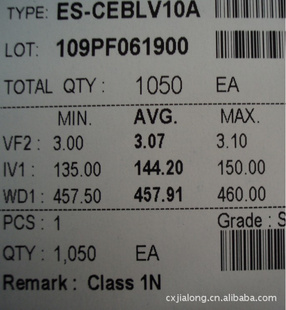 TYPE: ES-CEBLV10A
LOT: 109PF061900
TOTAL QTY : 1050 EA
MIN. AVG. MAX.
VF2 : 3.00 3.07 3.10
IV1 : 135.00 144.20 150.00
WD1 : 457.50 457.91 460.00
PCS : 1 Grade : S
QTY : 1,050 EA
Remark : Class 1N
cxjialong.cn.alibaba.com